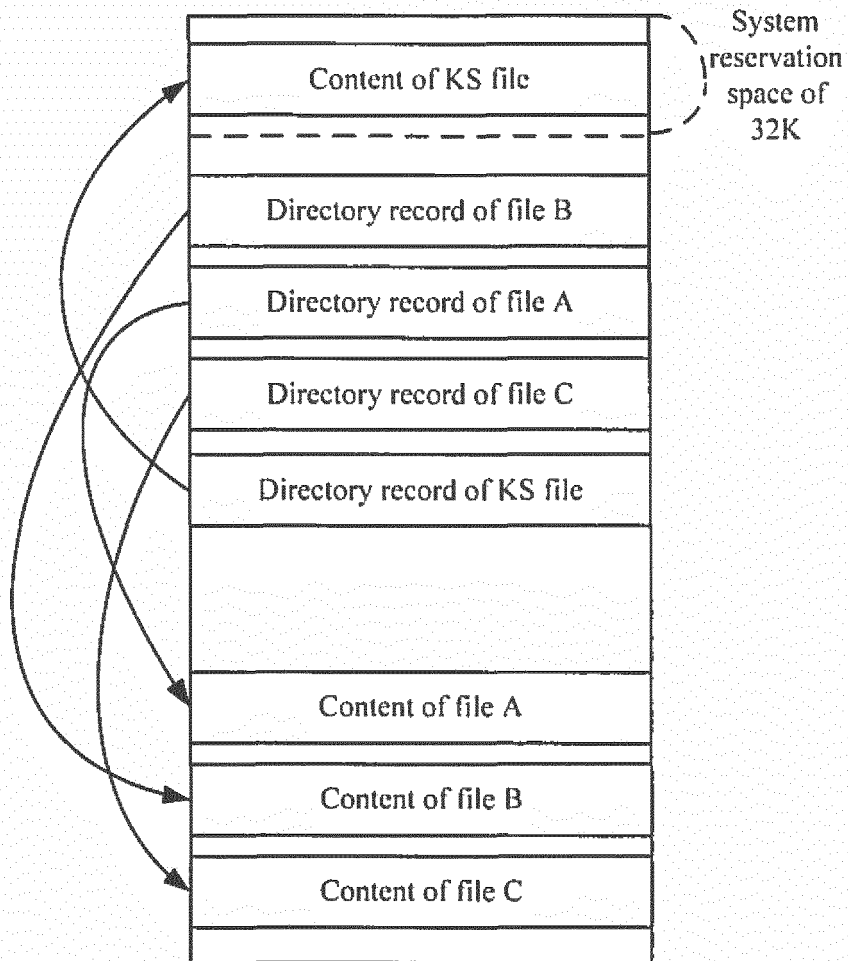 System
reservation
space of
32K
Content of KS file
Directory record of file B
Directory record of file A
Directory record of file C
Directory record of KS file
Content of file A
Content of file B
Content of file C